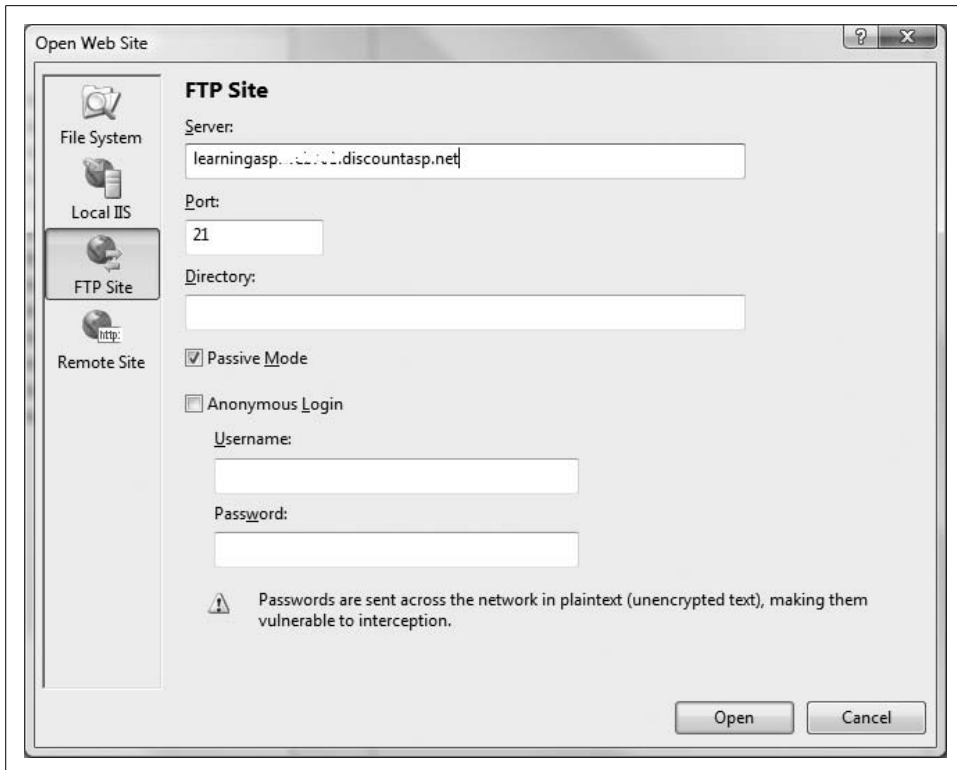 Open Web Site
File System
Local IIS
FTP Site
http:
Remote Site
FTP Site
Server:
learningasp. .discountasp.net
Port:
21
Directory:
Passive Mode
Anonymous Login
Username:
Password:
Passwords are sent across the network in plaintext (unencrypted text), making them
vulnerable to interception.
Open
Cancel